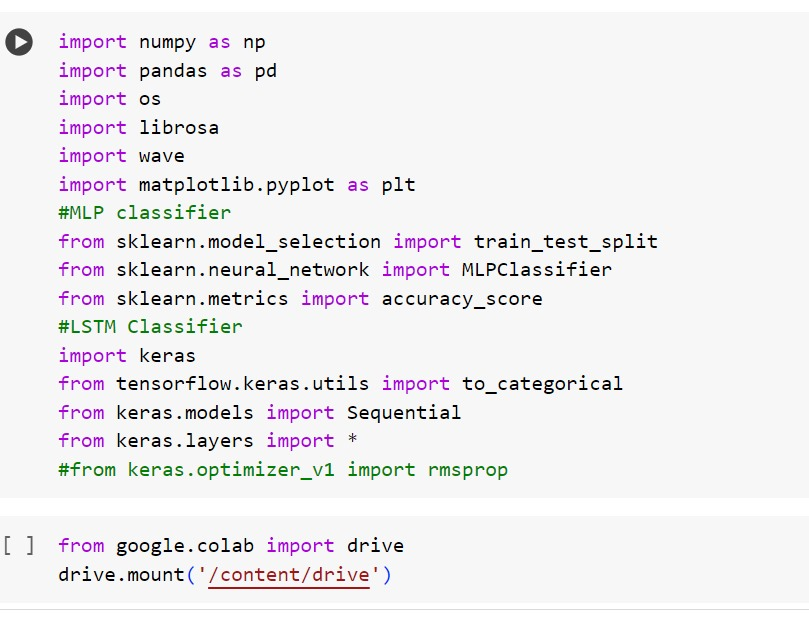 import numpy as np
import pandas as pd
import os
import librosa
import wave
import matplotlib.pyplot as plt
#MLP classifier
from sklearn.model_selection import train_test_split
from sklearn.neural_network import MLPClassifier
from sklearn.metrics import accuracy_score
#LSTM Classifier
import keras
from tensorflow.keras.utils import to_categorical
from keras.models import Sequential
from keras.layers import *
#from keras.optimizer_v1 import rmsprop
[ ] from google.colab import drive
drive.mount('/content/drive')